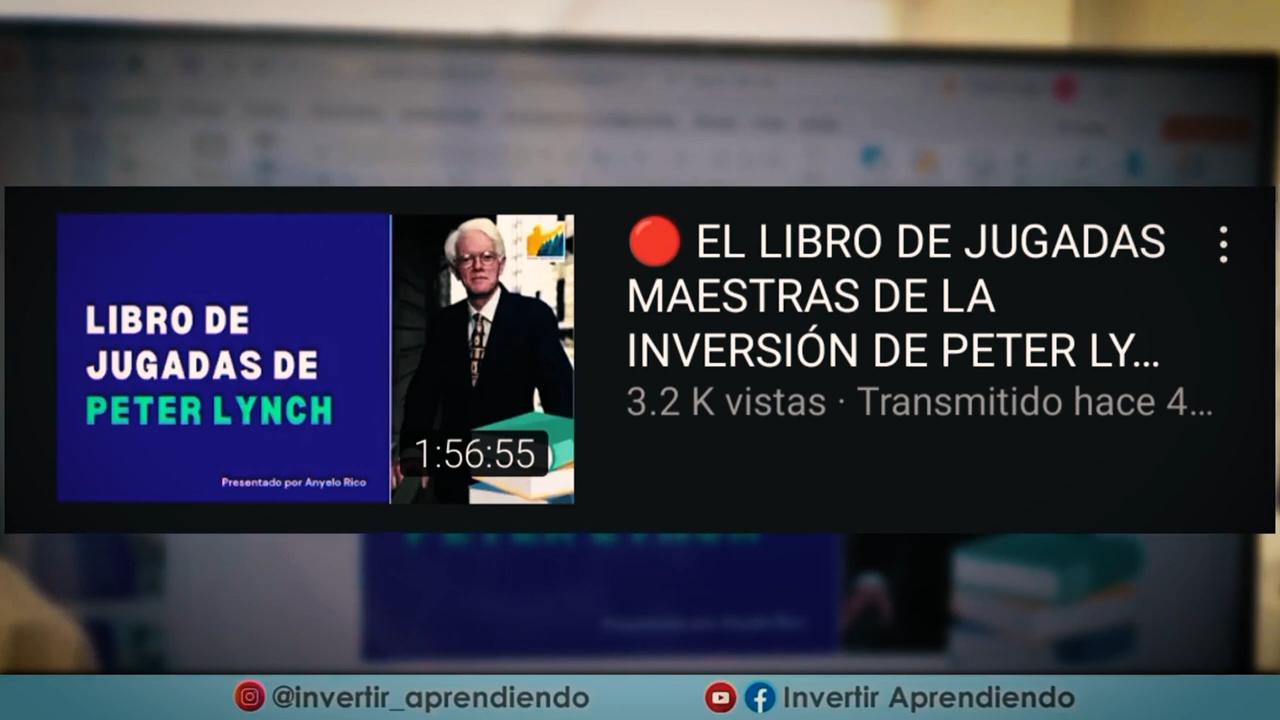 LIBRO DE
JUGADAS DE
PETER LYNCH
Presentado por Anyelo Rico
1:56:55
🔴 EL LIBRO DE JUGADAS
MAESTRAS DE LA
INVERSIÓN DE PETER LY...
3.2 K vistas · Transmitido hace 4...
@invertir_aprendiendo
Invertir Aprendiendo